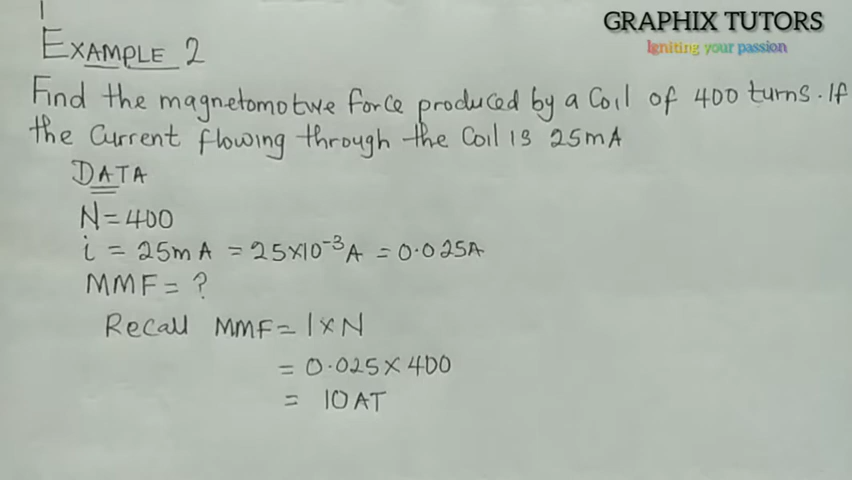 GRAPHIX TUTORS
Igniting your passion
EXAMPLE 2
Find the magnetomotive force produced by a Coil of 400 turns. If
the Current flowing through the Coil is 25mA
DATA
N = 400
i = 25mA = 25×10⁻³A = 0.025A
MMF = ?
Recall MMF = I × N
= 0.025 × 400
= 10AT